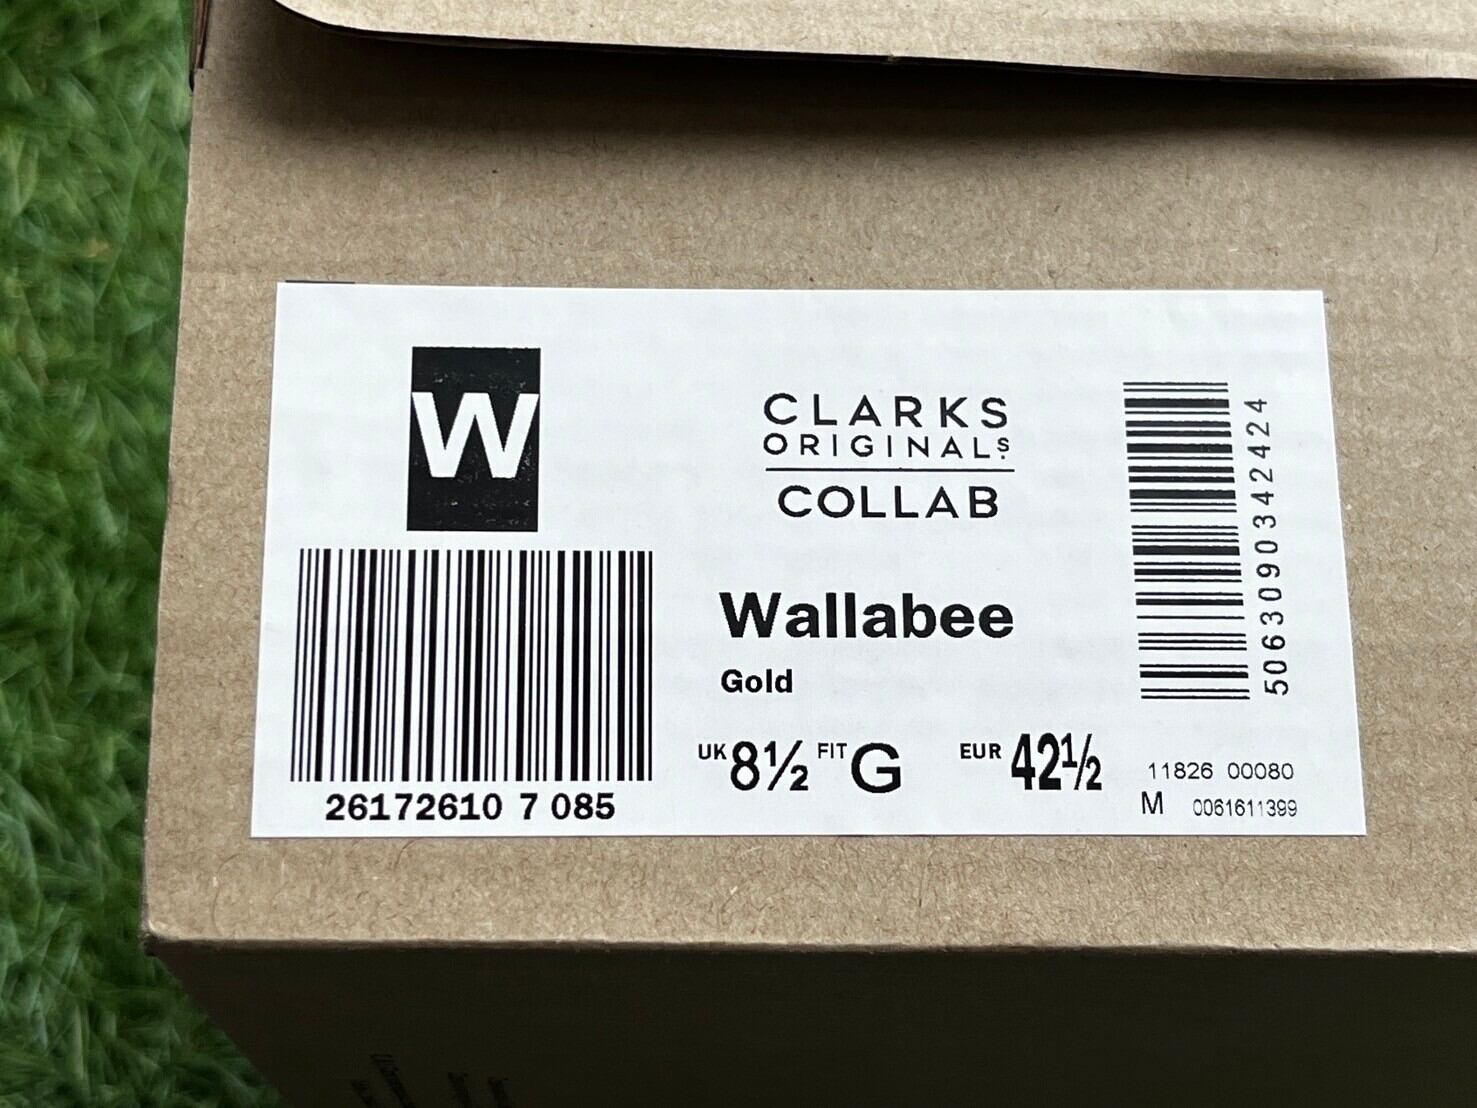 W
CLARKS
ORIGINALS.
COLLAB
Wallabee
Gold
UK 8½ FIT G EUR 42½
26172610 7 085
5063090342424
11826 00080
M 0061611399